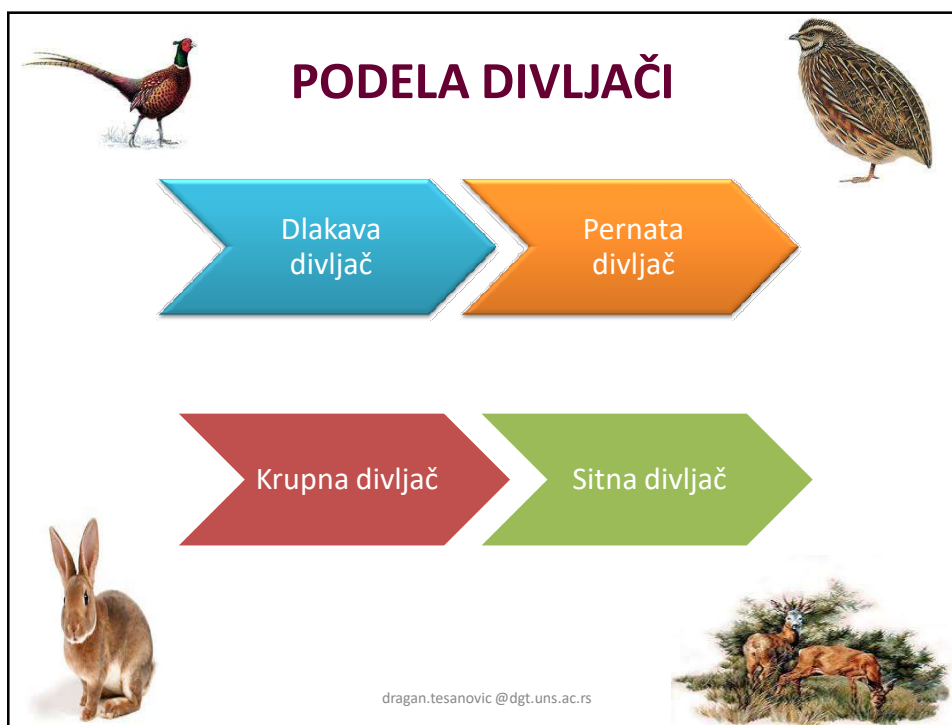 PODELA DIVLJAČI
Dlakava
divljač
Pernata
divljač
Krupna divljač
Sitna divljač
dragan.tesanovic @dgt.uns.ac.rs